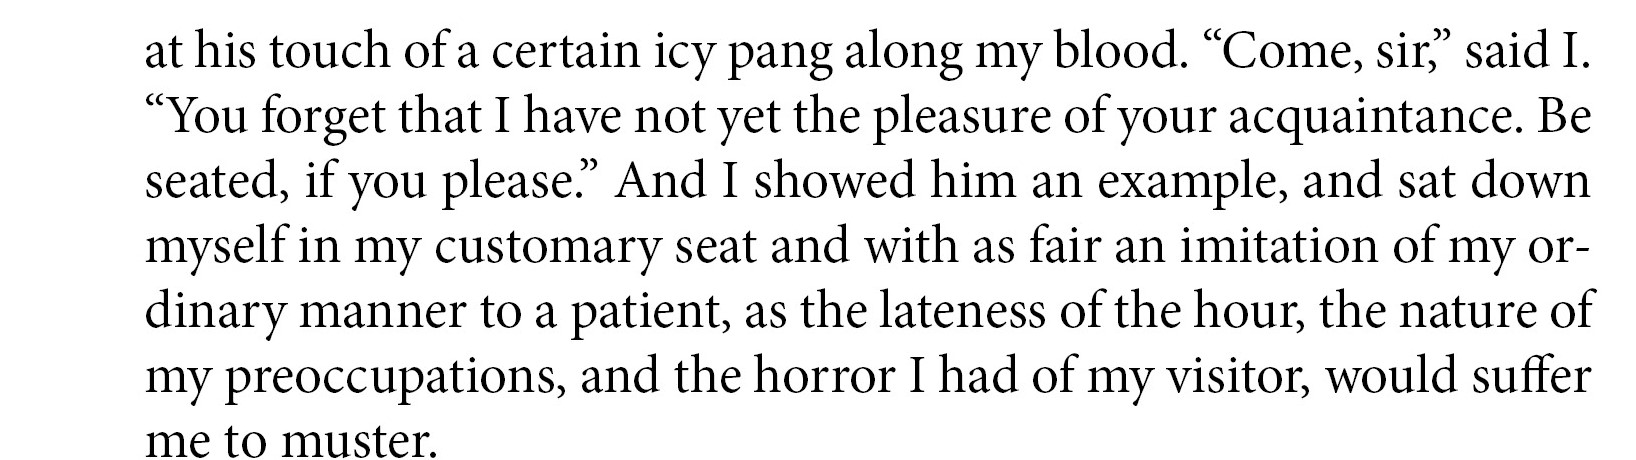 at his touch of a certain icy pang along my blood. “Come, sir,” said I.
“You forget that I have not yet the pleasure of your acquaintance. Be
seated, if you please.” And I showed him an example, and sat down
myself in my customary seat and with as fair an imitation of my or-
dinary manner to a patient, as the lateness of the hour, the nature of
my preoccupations, and the horror I had of my visitor, would suffer
me to muster.